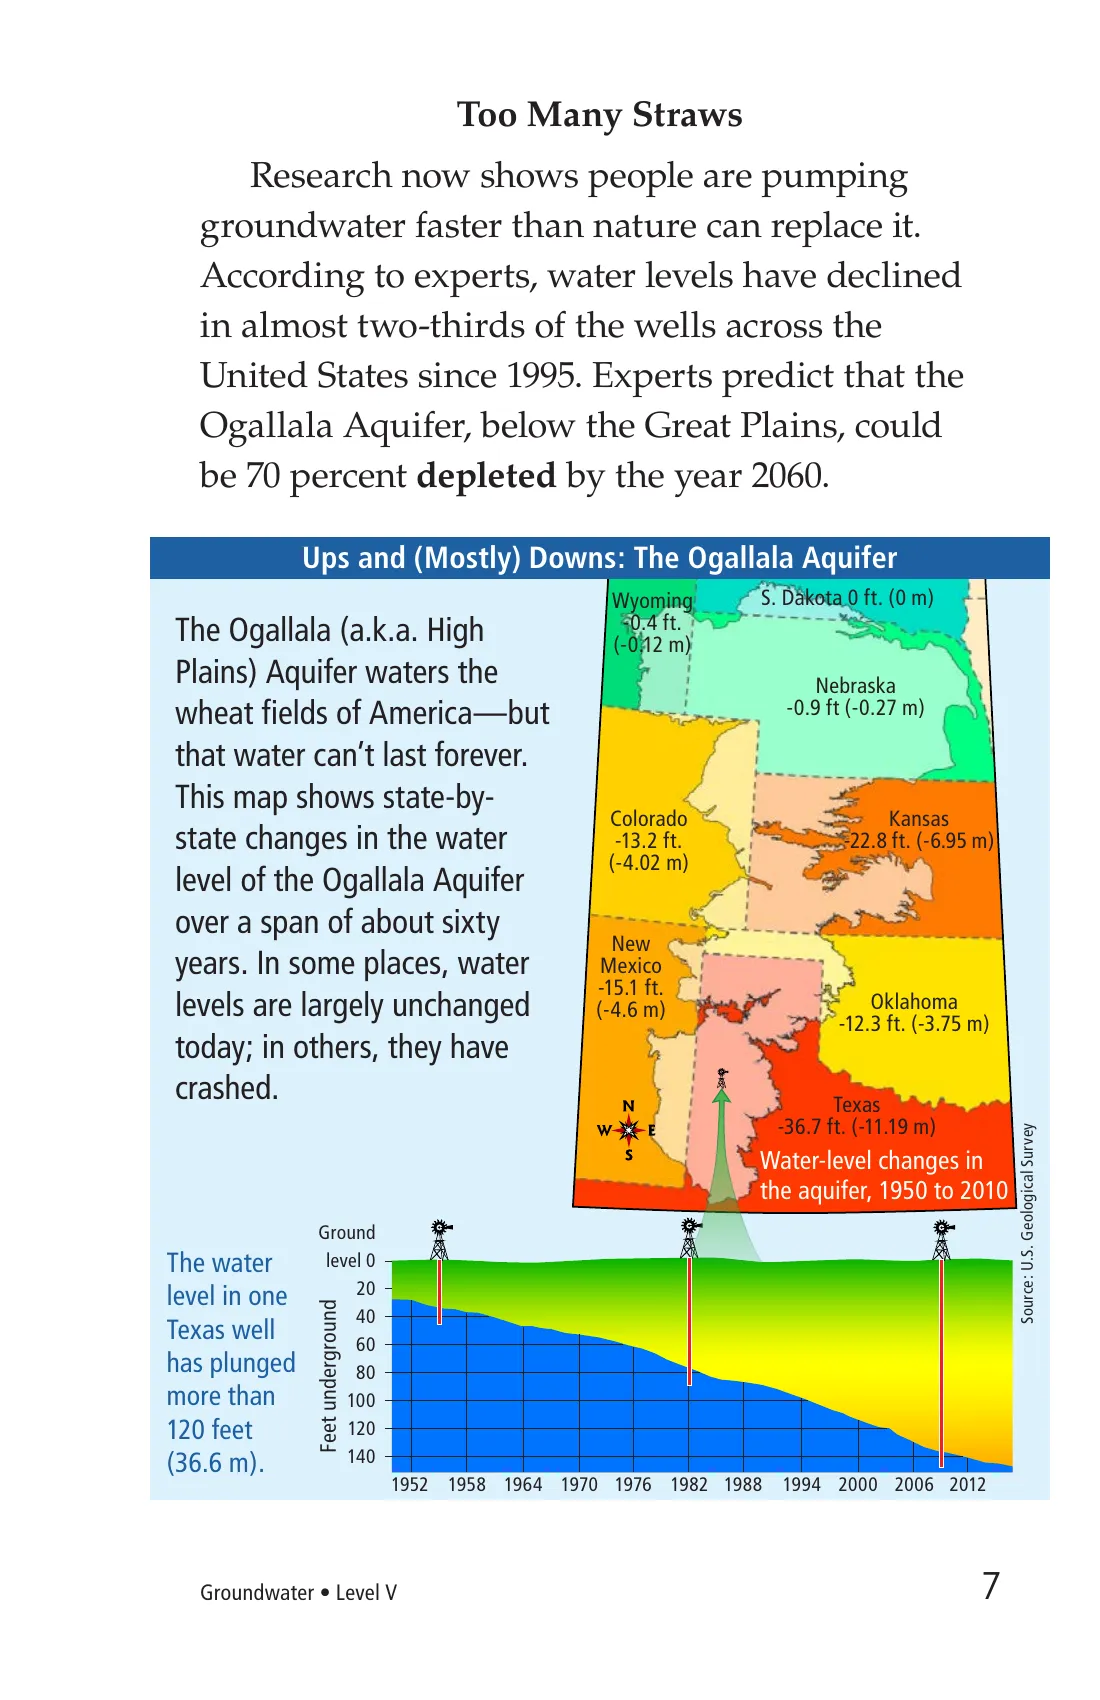 Too Many Straws
Research now shows people are pumping
groundwater faster than nature can replace it.
According to experts, water levels have declined
in almost two-thirds of the wells across the
United States since 1995. Experts predict that the
Ogallala Aquifer, below the Great Plains, could
be 70 percent depleted by the year 2060.
Ups and (Mostly) Downs: The Ogallala Aquifer
The Ogallala (a.k.a. High
Plains) Aquifer waters the
wheat fields of America—but
that water can’t last forever.
This map shows state-by-
state changes in the water
level of the Ogallala Aquifer
over a span of about sixty
years. In some places, water
levels are largely unchanged
today; in others, they have
crashed.
Wyoming
-0.4 ft.
(-0.12 m)
S. Dakota 0 ft. (0 m)
Nebraska
-0.9 ft (-0.27 m)
Colorado
-13.2 ft.
(-4.02 m)
Kansas
-22.8 ft. (-6.95 m)
New
Mexico
-15.1 ft.
(-4.6 m)
Oklahoma
-12.3 ft. (-3.75 m)
Texas
-36.7 ft. (-11.19 m)
N
W E
S
Water-level changes in
the aquifer, 1950 to 2010
Source: U.S. Geological Survey
The water
level in one
Texas well
has plunged
more than
120 feet
(36.6 m).
Ground
level 0
20
40
60
80
100
120
140
Feet underground
1952 1958 1964 1970 1976 1982 1988 1994 2000 2006 2012
Groundwater • Level V
7